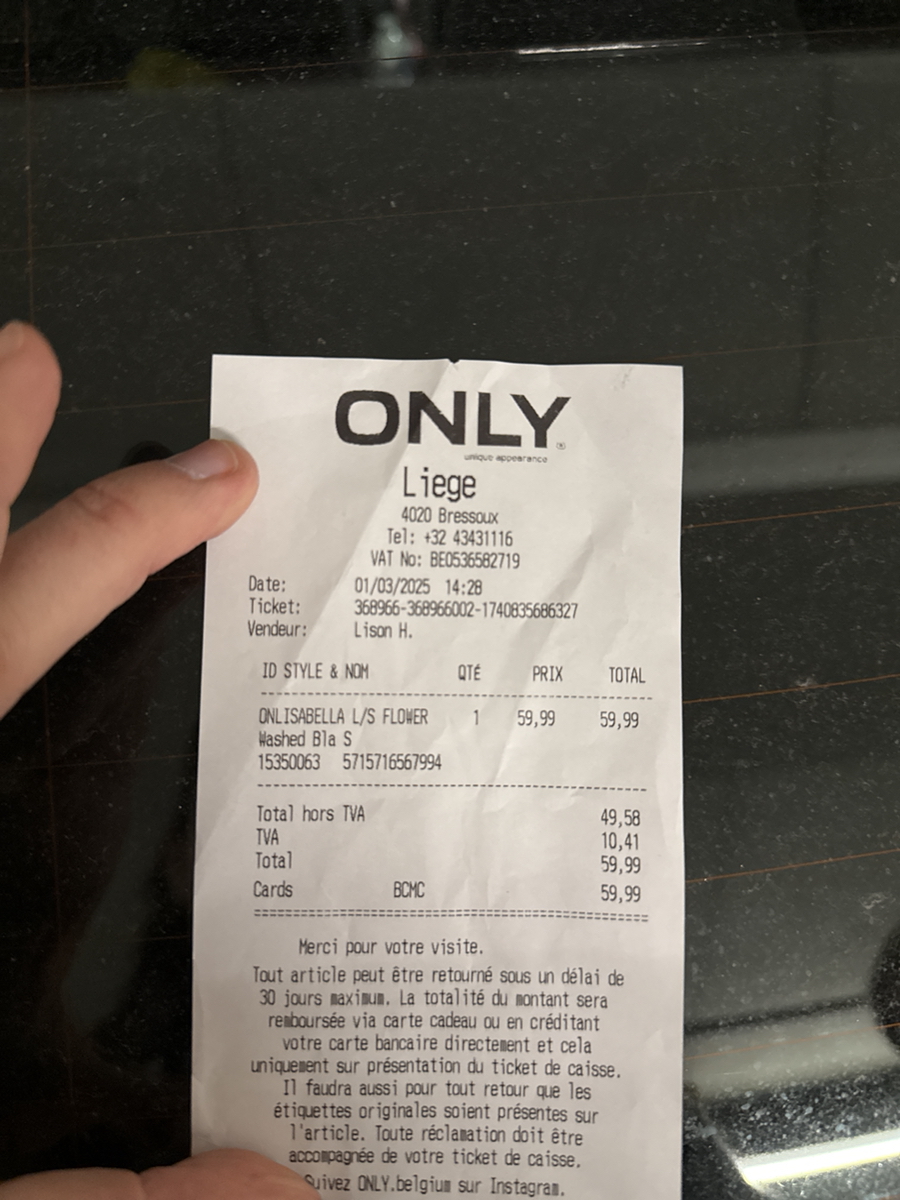 ONLY®
unique appearance
Liege
4020 Bressoux
Tel: +32 43431116
VAT No: BE0536582719
Date: 01/03/2025 14:28
Ticket: 368966-368966002-1740835686327
Vendeur: Lison H.
ID STYLE & NOM QTÉ PRIX TOTAL
ONLISABELLA L/S FLOWER 1 59,99 59,99
Washed Bla S
15350063 5715716567994
Total hors TVA 49,58
TVA 10,41
Total 59,99
Cards BCMC 59,99
Merci pour votre visite.
Tout article peut être retourné sous un délai de
30 jours maximum. La totalité du montant sera
remboursée via carte cadeau ou en créditant
votre carte bancaire directement et cela
uniquement sur présentation du ticket de caisse.
Il faudra aussi pour tout retour que les
étiquettes originales soient présentes sur
l'article. Toute réclamation doit être
accompagnée de votre ticket de caisse.
Suivez ONLY.belgium sur Instagram.